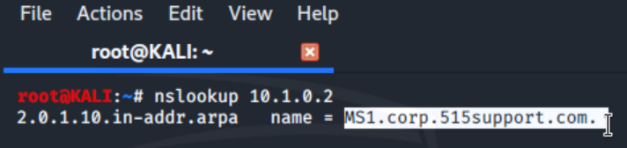 File Actions Edit View Help
root@KALI: ~
root@KALI:~# nslookup 10.1.0.2
2.0.1.10.in-addr.arpa name = MS1.corp.515support.com.